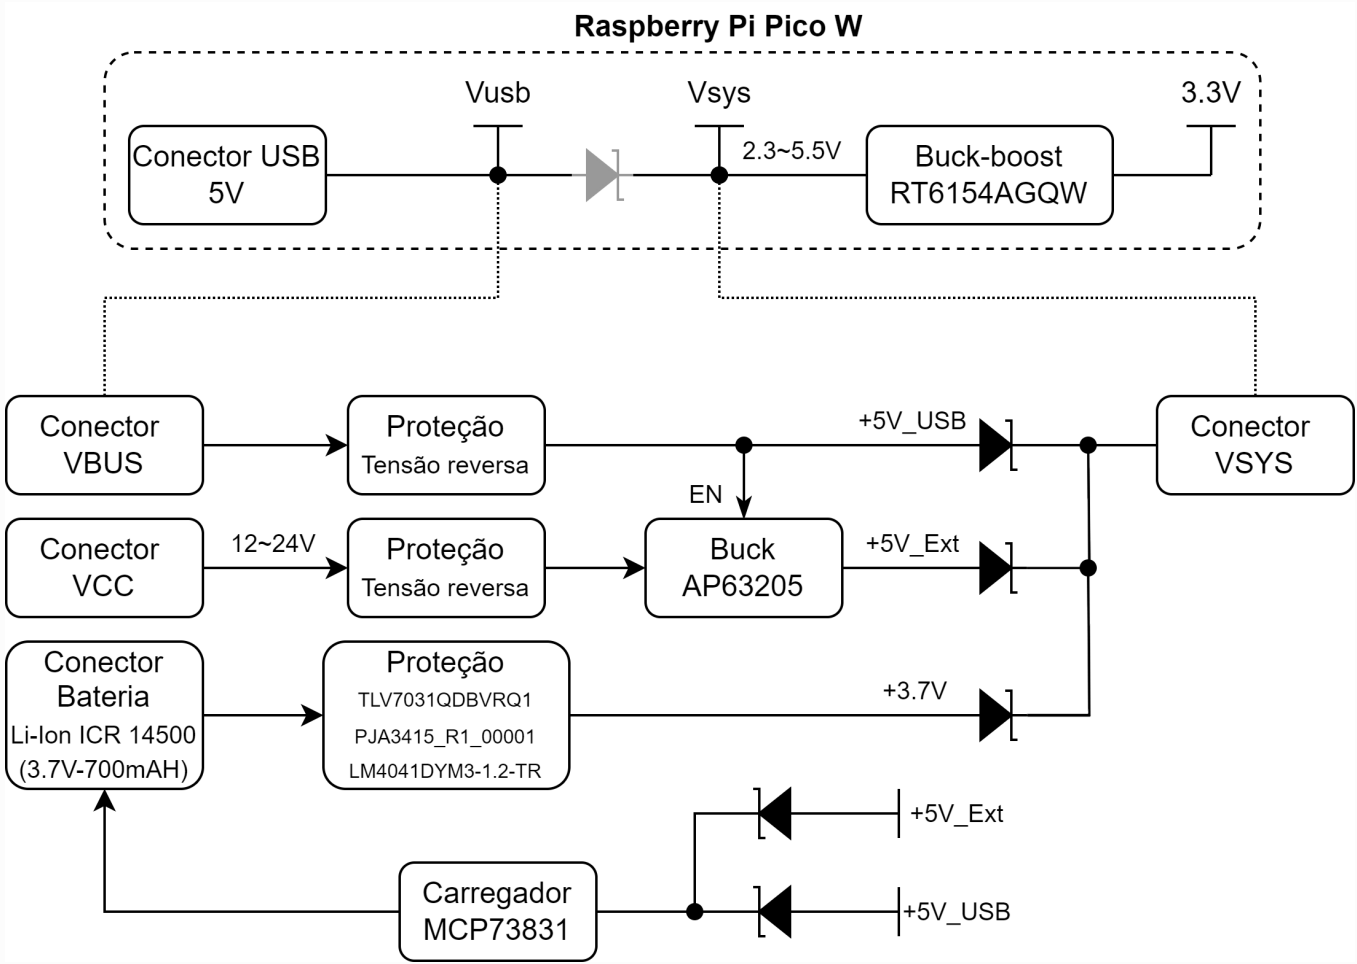 Raspberry Pi Pico W
Vusb
Vsys
3.3V
Conector USB
5V
2.3~5.5V
Buck-boost
RT6154AGQW
Conector
VBUS
Proteção
Tensão reversa
+5V_USB
Conector
VSYS
EN
Conector
VCC
12~24V
Proteção
Tensão reversa
Buck
AP63205
+5V_Ext
Conector
Bateria
Li-Ion ICR 14500
(3.7V-700mAH)
Proteção
TLV7031QDBVRQ1
PJA3415_R1_00001
LM4041DYM3-1.2-TR
+3.7V
+5V_Ext
Carregador
MCP73831
+5V_USB